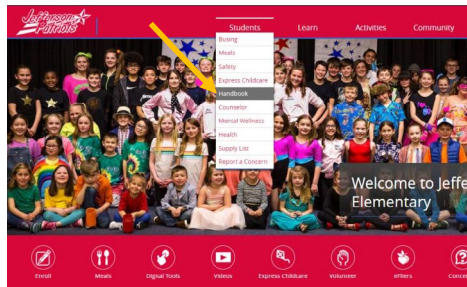 Jefferson
Patriots
Students
Learn
Activities
Community
Busing
Meals
Safety
Express Childcare
Handbook
Counselor
Mental Wellness
Health
Supply List
Report a Concern
Welcome to Jeffe
Elementary
Enroll
Meals
Digital Tools
Videos
Express Childcare
Volunteer
eFliers
Conce